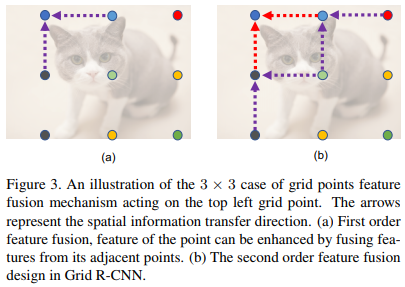 (a)
(b)
Figure 3. An illustration of the 3 × 3 case of grid points feature
fusion mechanism acting on the top left grid point. The arrows
represent the spatial information transfer direction. (a) First order
feature fusion, feature of the point can be enhanced by fusing fea-
tures from its adjacent points. (b) The second order feature fusion
design in Grid R-CNN.